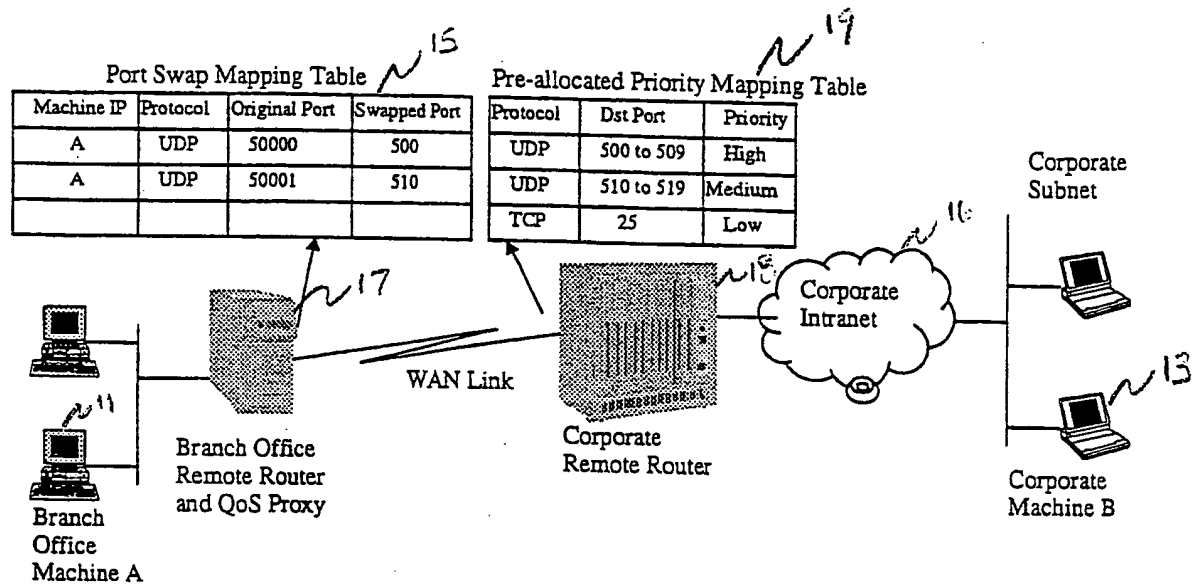 15
19
Port Swap Mapping Table
Pre-allocated Priority Mapping Table
Machine IP Protocol Original Port Swapped Port
A UDP 50000 500
A UDP 50001 510
Protocol Dst Port Priority
UDP 500 to 509 High
UDP 510 to 519 Medium
TCP 25 Low
Corporate
Subnet
16
17
18
Corporate
Intranet
WAN Link
11
13
Branch Office
Remote Router
and QoS Proxy
Corporate
Remote Router
Corporate
Machine B
Branch
Office
Machine A